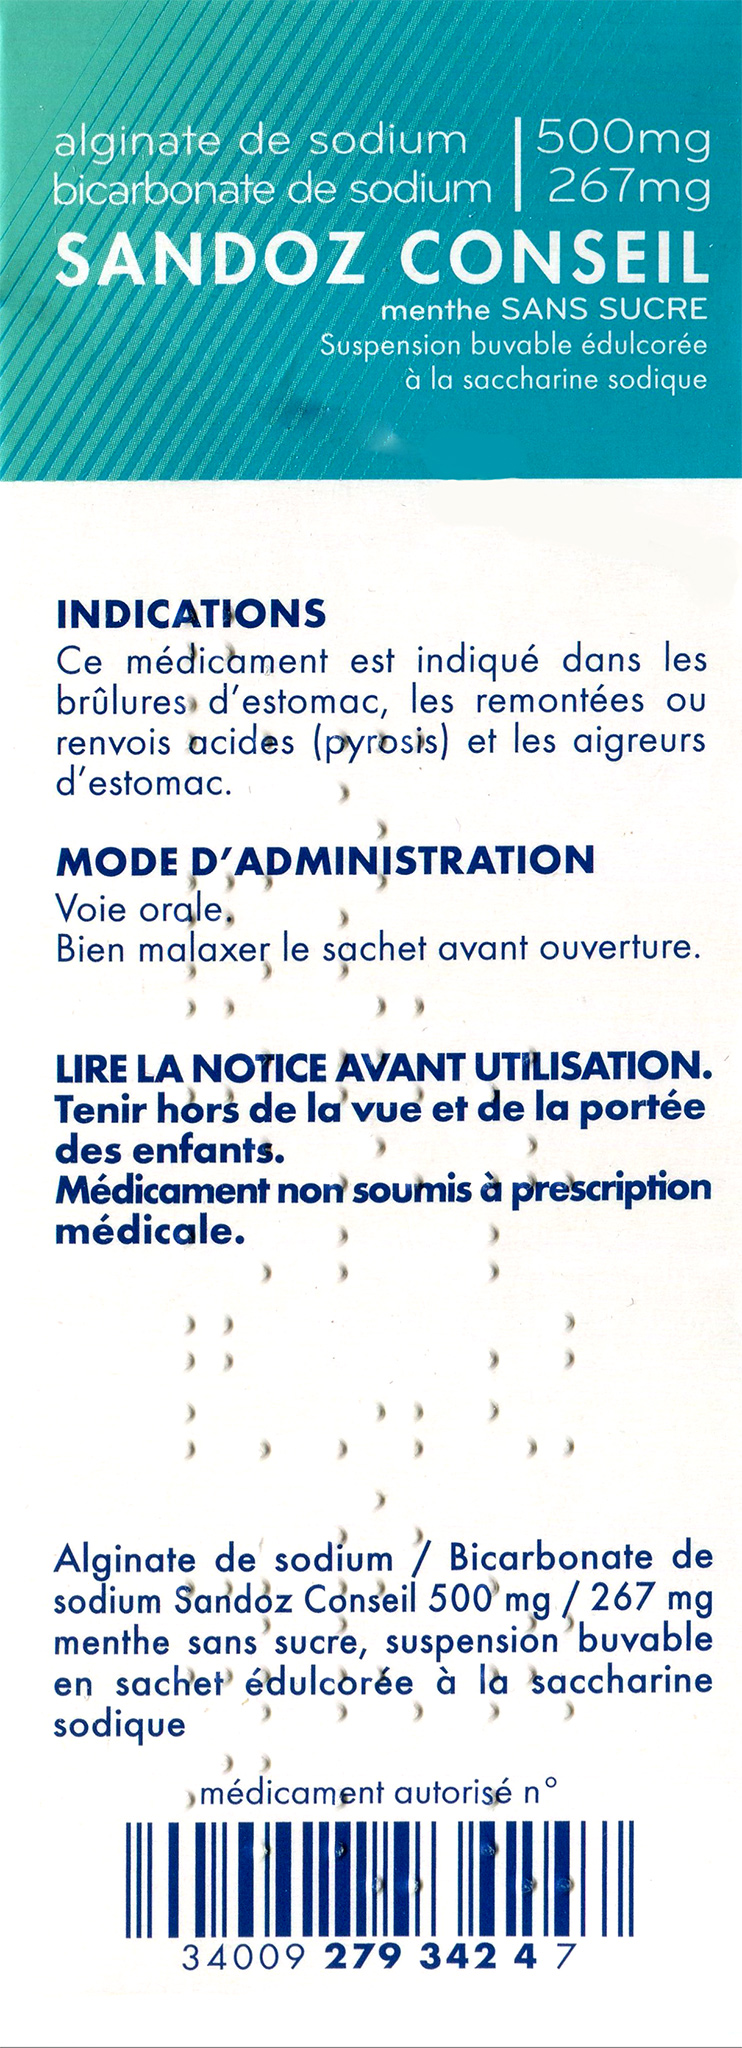 alginate de sodium | 500mg
bicarbonate de sodium | 267mg
SANDOZ CONSEIL
menthe SANS SUCRE
Suspension buvable édulcorée
à la saccharine sodique
INDICATIONS
Ce médicament est indiqué dans les
brûlures d'estomac, les remontées ou
renvois acides (pyrosis) et les aigreurs
d'estomac.
MODE D'ADMINISTRATION
Voie orale.
Bien malaxer le sachet avant ouverture.
LIRE LA NOTICE AVANT UTILISATION.
Tenir hors de la vue et de la portée
des enfants.
Médicament non soumis à prescription
médicale.
Alginate de sodium / Bicarbonate de
sodium Sandoz Conseil 500 mg / 267 mg
menthe sans sucre, suspension buvable
en sachet édulcorée à la saccharine
sodique
médicament autorisé n°
34009 279 342 4 7